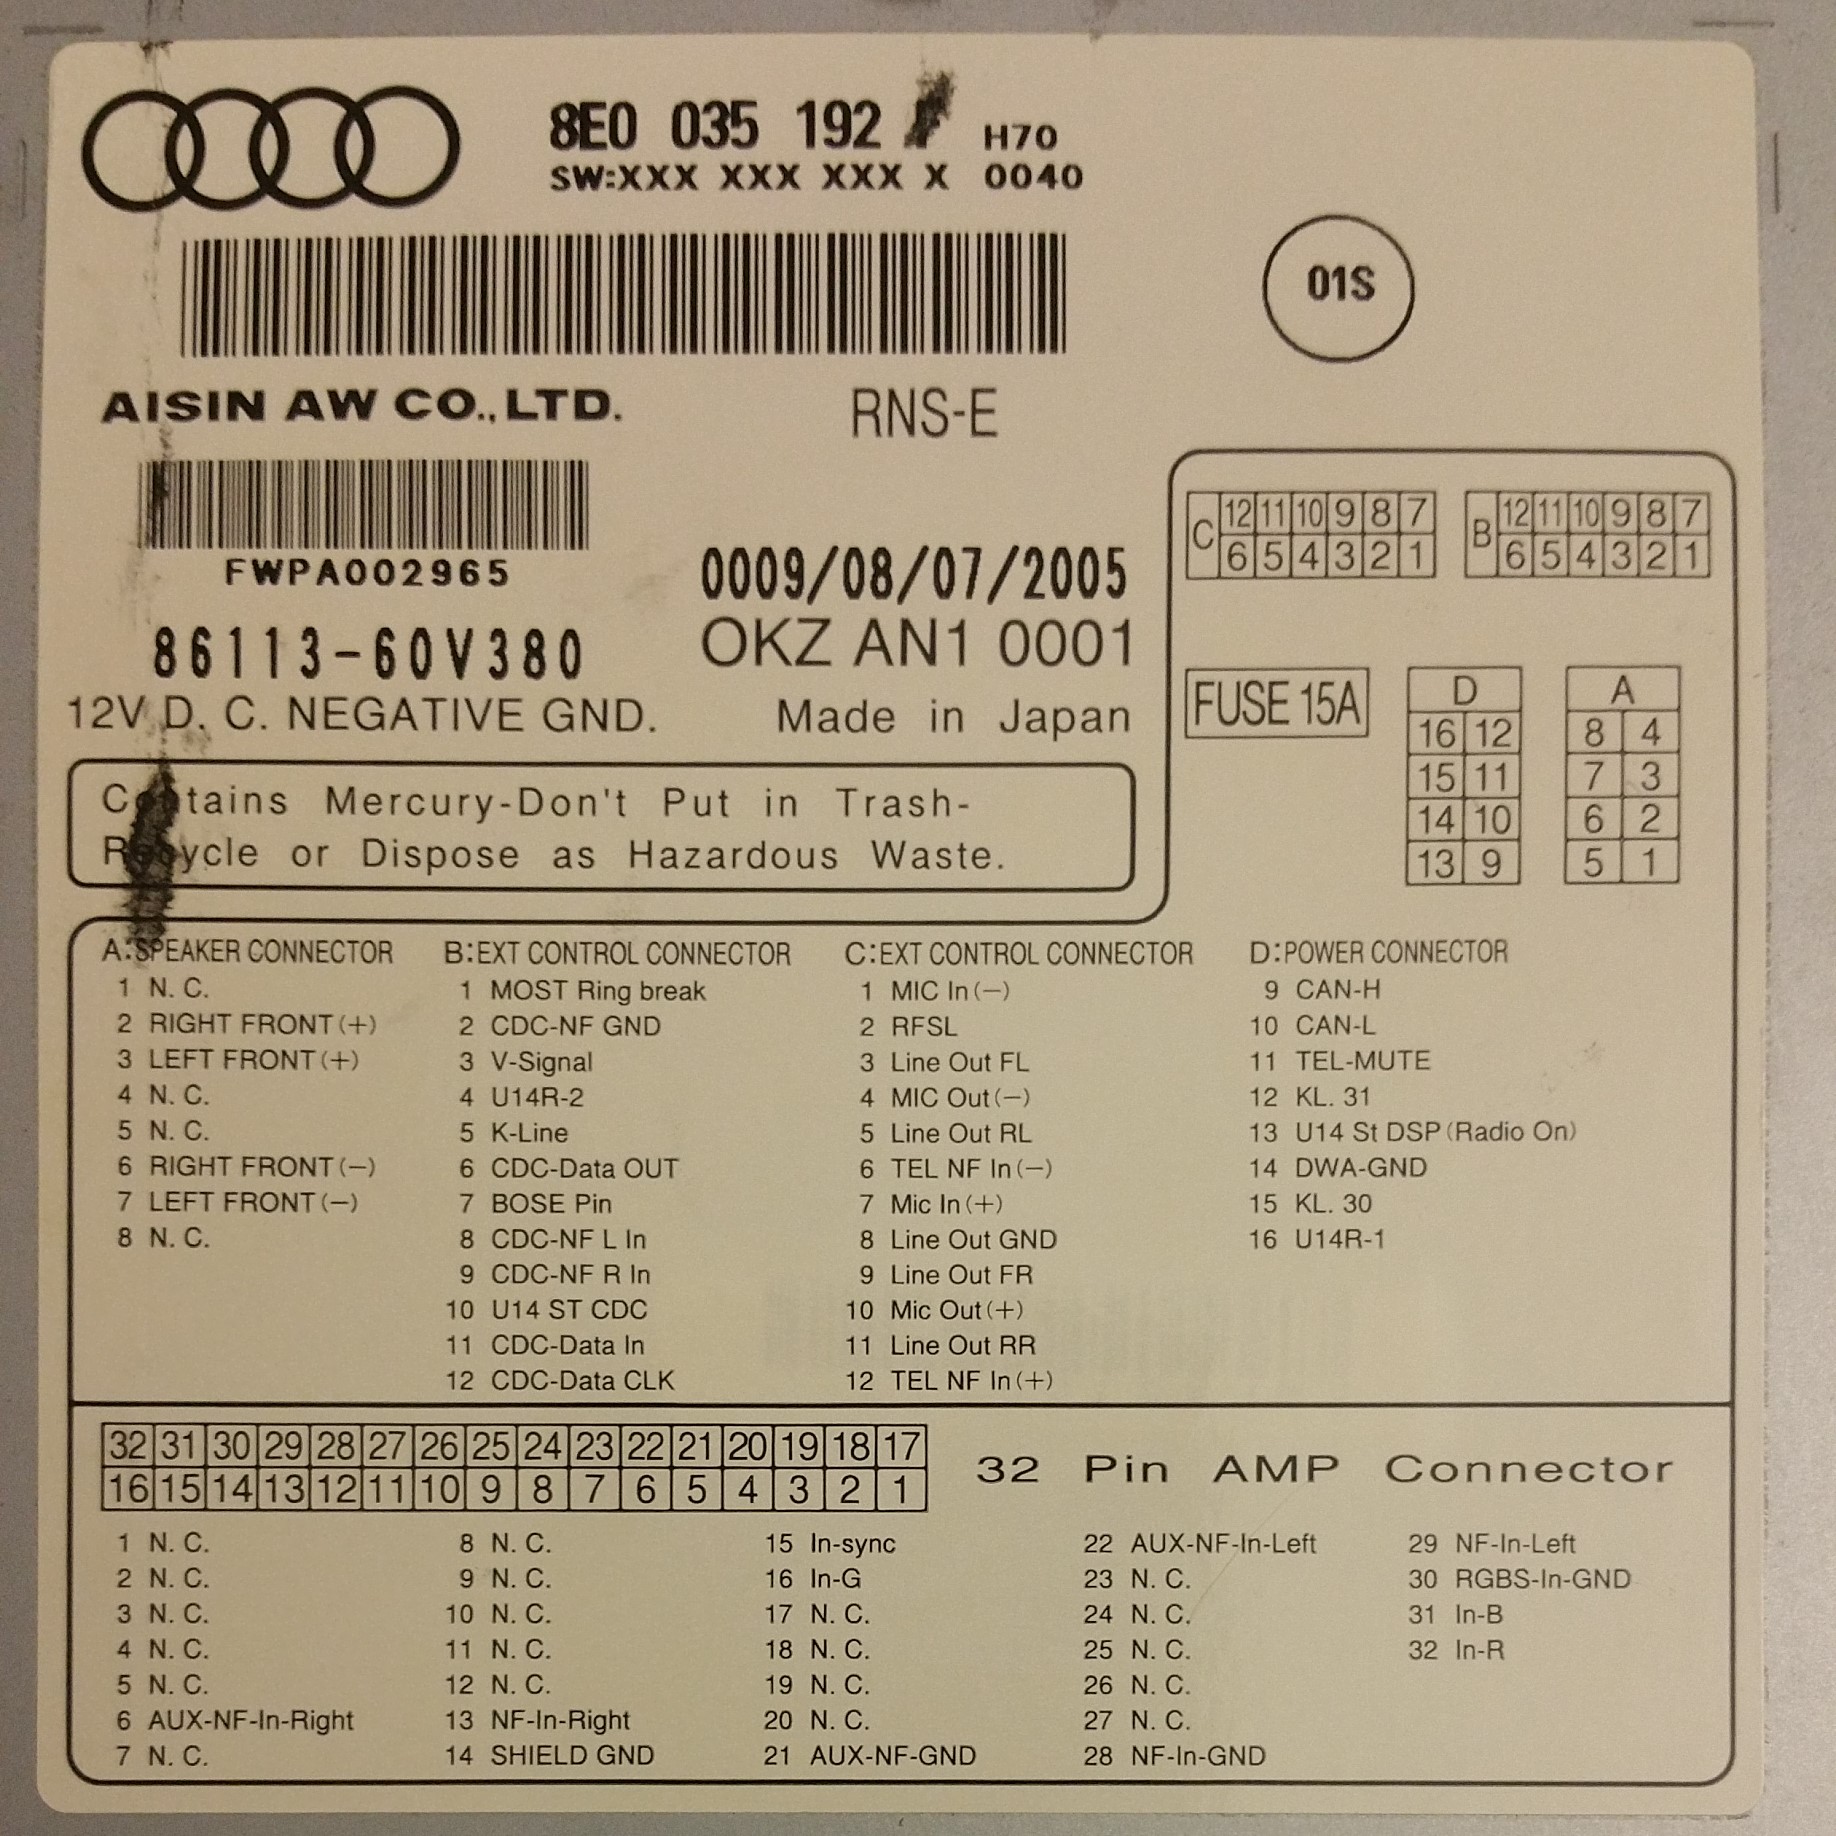 8E0 035 192 H70
SW:XXX XXX XXX X 0040
01S
AISIN AW CO., LTD. RNS-E
FWPA002965
0009/08/07/2005
86113-60V380
OKZ AN1 0001
12V D. C. NEGATIVE GND. Made in Japan
Contains Mercury-Don't Put in Trash-
Recycle or Dispose as Hazardous Waste.
C 12 11 10 9 8 7
6 5 4 3 2 1
B 12 11 10 9 8 7
6 5 4 3 2 1
FUSE 15A
D
16 12
15 11
14 10
13 9
A
8 4
7 3
6 2
5 1
A:SPEAKER CONNECTOR
1 N. C.
2 RIGHT FRONT(+)
3 LEFT FRONT(+)
4 N. C.
5 N. C.
6 RIGHT FRONT(−)
7 LEFT FRONT(−)
8 N. C.
B:EXT CONTROL CONNECTOR
1 MOST Ring break
2 CDC-NF GND
3 V-Signal
4 U14R-2
5 K-Line
6 CDC-Data OUT
7 BOSE Pin
8 CDC-NF L In
9 CDC-NF R In
10 U14 ST CDC
11 CDC-Data In
12 CDC-Data CLK
C:EXT CONTROL CONNECTOR
1 MIC In(−)
2 RFSL
3 Line Out FL
4 MIC Out(−)
5 Line Out RL
6 TEL NF In(−)
7 Mic In(+)
8 Line Out GND
9 Line Out FR
10 Mic Out(+)
11 Line Out RR
12 TEL NF In(+)
D:POWER CONNECTOR
9 CAN-H
10 CAN-L
11 TEL-MUTE
12 KL. 31
13 U14 St DSP(Radio On)
14 DWA-GND
15 KL. 30
16 U14R-1
32 31 30 29 28 27 26 25 24 23 22 21 20 19 18 17
16 15 14 13 12 11 10 9 8 7 6 5 4 3 2 1
32 Pin AMP Connector
1 N. C.
2 N. C.
3 N. C.
4 N. C.
5 N. C.
6 AUX-NF-In-Right
7 N. C.
8 N. C.
9 N. C.
10 N. C.
11 N. C.
12 N. C.
13 NF-In-Right
14 SHIELD GND
15 In-sync
16 In-G
17 N. C.
18 N. C.
19 N. C.
20 N. C.
21 AUX-NF-GND
22 AUX-NF-In-Left
23 N. C.
24 N. C.
25 N. C.
26 N. C.
27 N. C.
28 NF-In-GND
29 NF-In-Left
30 RGBS-In-GND
31 In-B
32 In-R